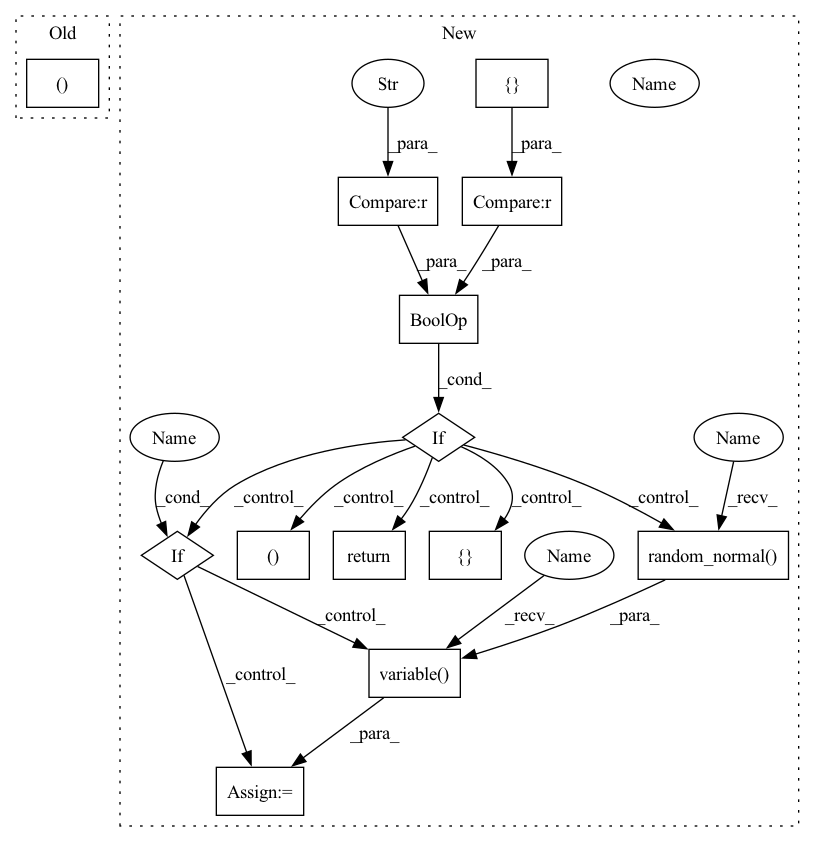 Old
New
()
Str
{}
Name
_para_
_para_
Compare:r
Compare:r
_para_
_para_
BoolOp
_cond_
Name
If
Name
_cond_
_control_
_control_
_control_
_control_
_control_
_recv_
If
()
return
{}
Name
random_normal()
_control_
_recv_
_para_
_control_
variable()
_para_
Assign:=